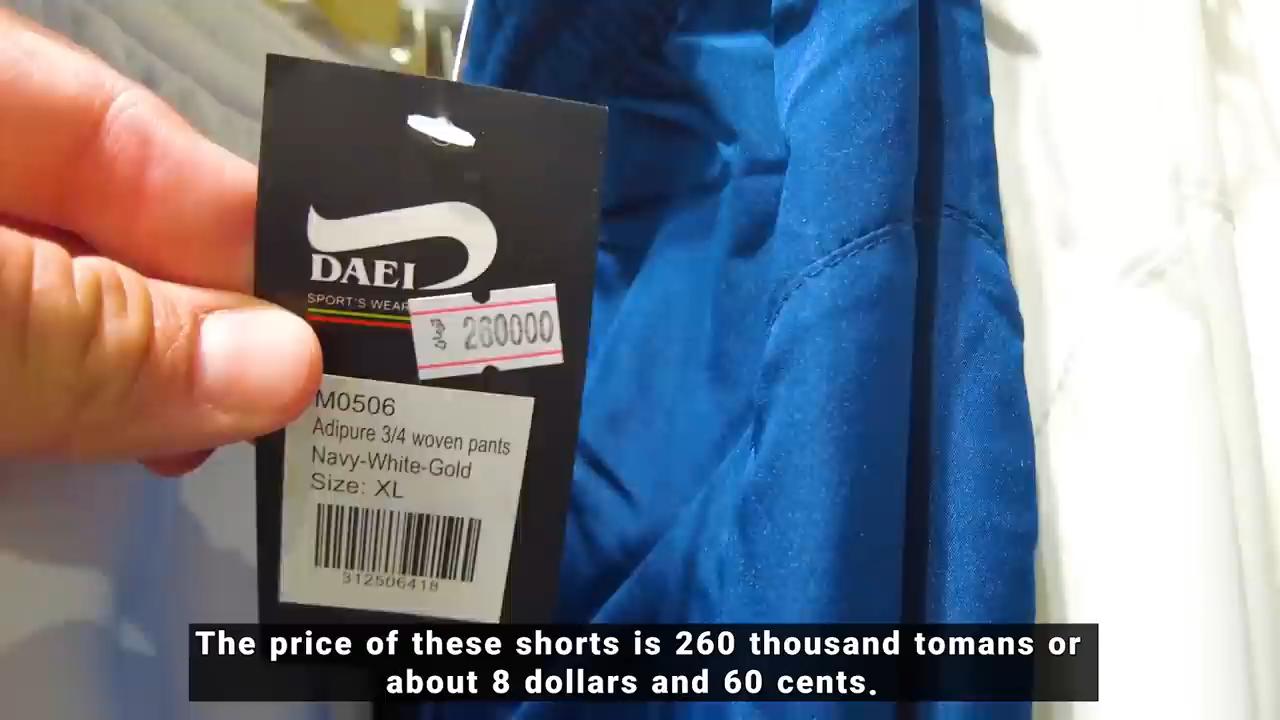 DAEI
SPORT'S WEAR
260000
M0506
Adipure 3/4 woven pants
Navy-White-Gold
Size: XL
312506418
The price of these shorts is 260 thousand tomans or
about 8 dollars and 60 cents.